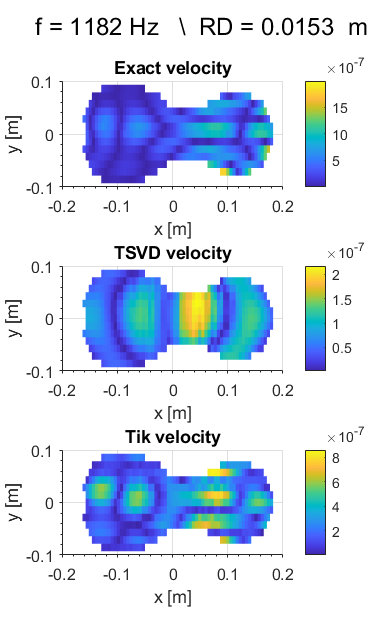 f = 1182 Hz \ RD = 0.0153 m
Exact velocity
×10⁻⁷
0.1
0
-0.1
y [m]
-0.2 -0.1 0 0.1 0.2
x [m]
15
10
5
TSVD velocity
×10⁻⁷
0.1
0
-0.1
y [m]
-0.2 -0.1 0 0.1 0.2
x [m]
2
1.5
1
0.5
Tik velocity
×10⁻⁷
0.1
0
-0.1
y [m]
-0.2 -0.1 0 0.1 0.2
x [m]
8
6
4
2